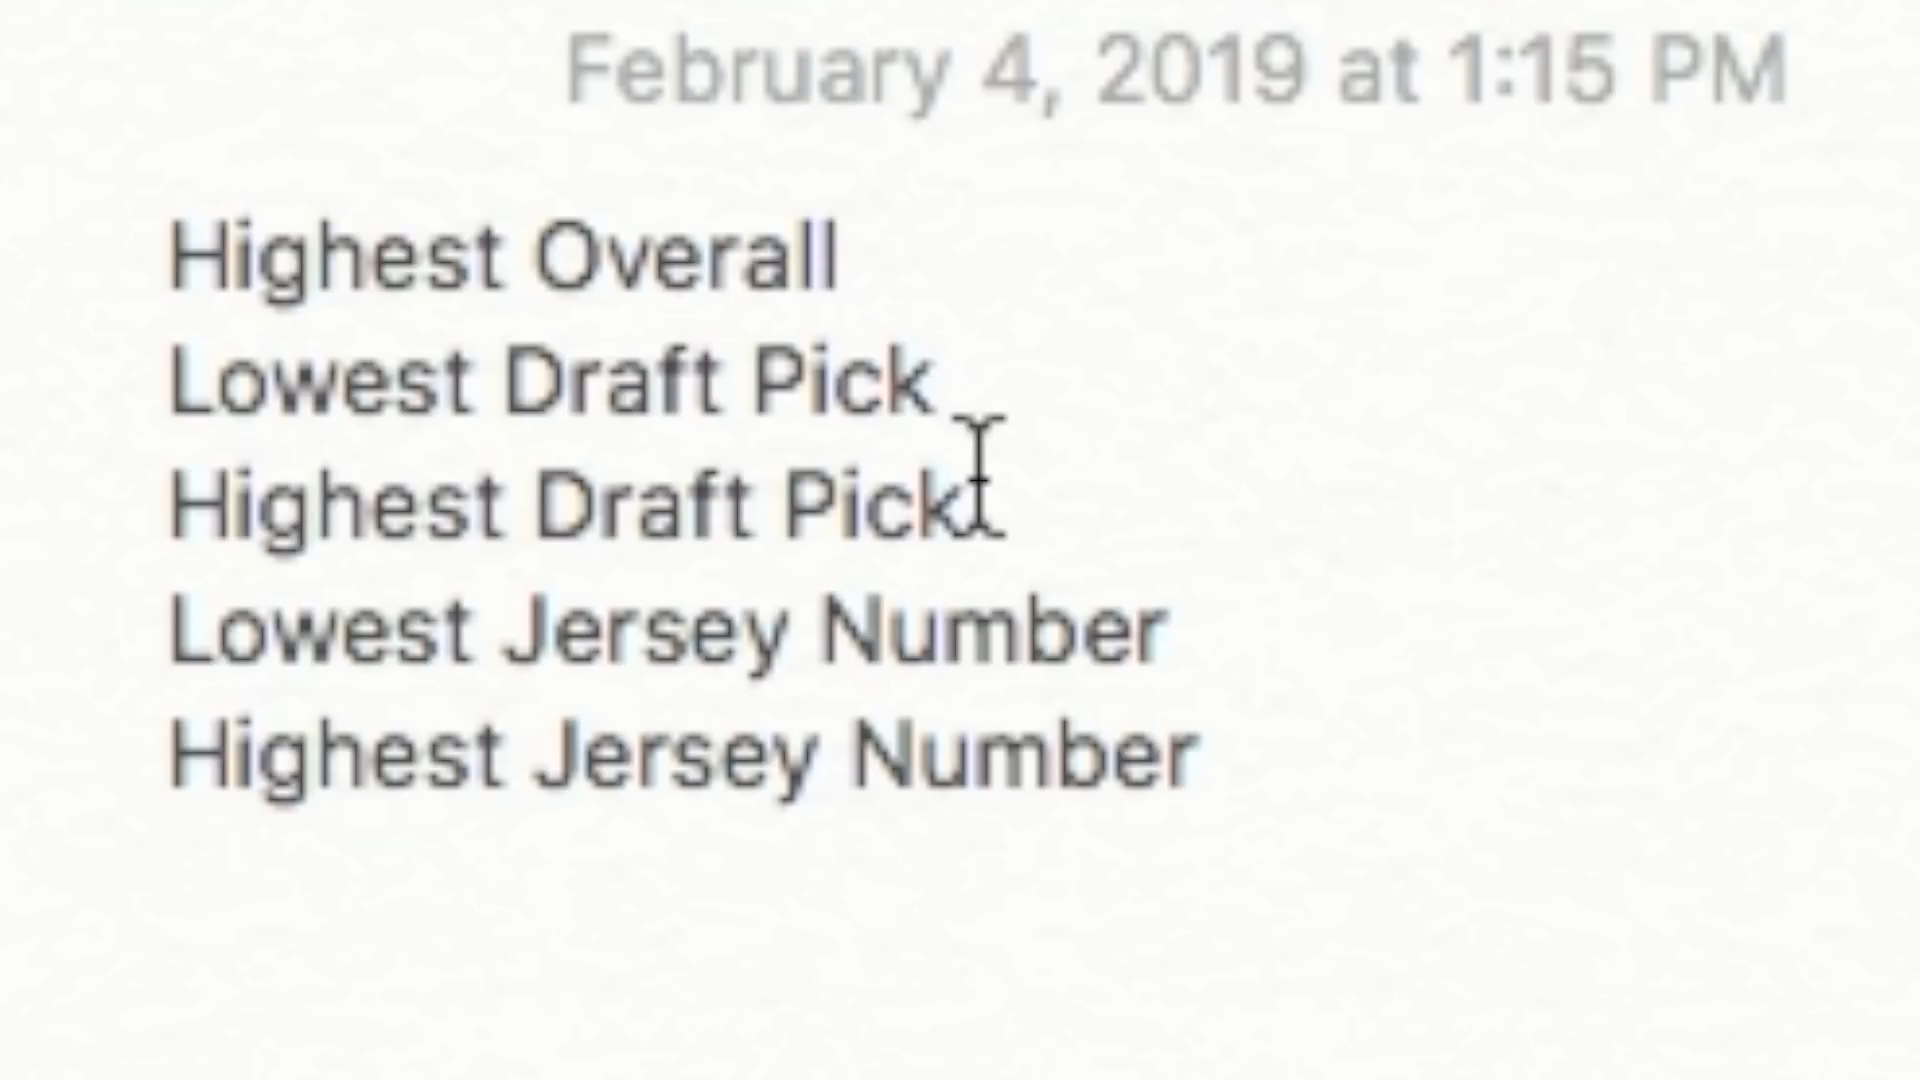 February 4, 2019 at 1:15 PM
Highest Overall
Lowest Draft Pick
Highest Draft Pick
Lowest Jersey Number
Highest Jersey Number